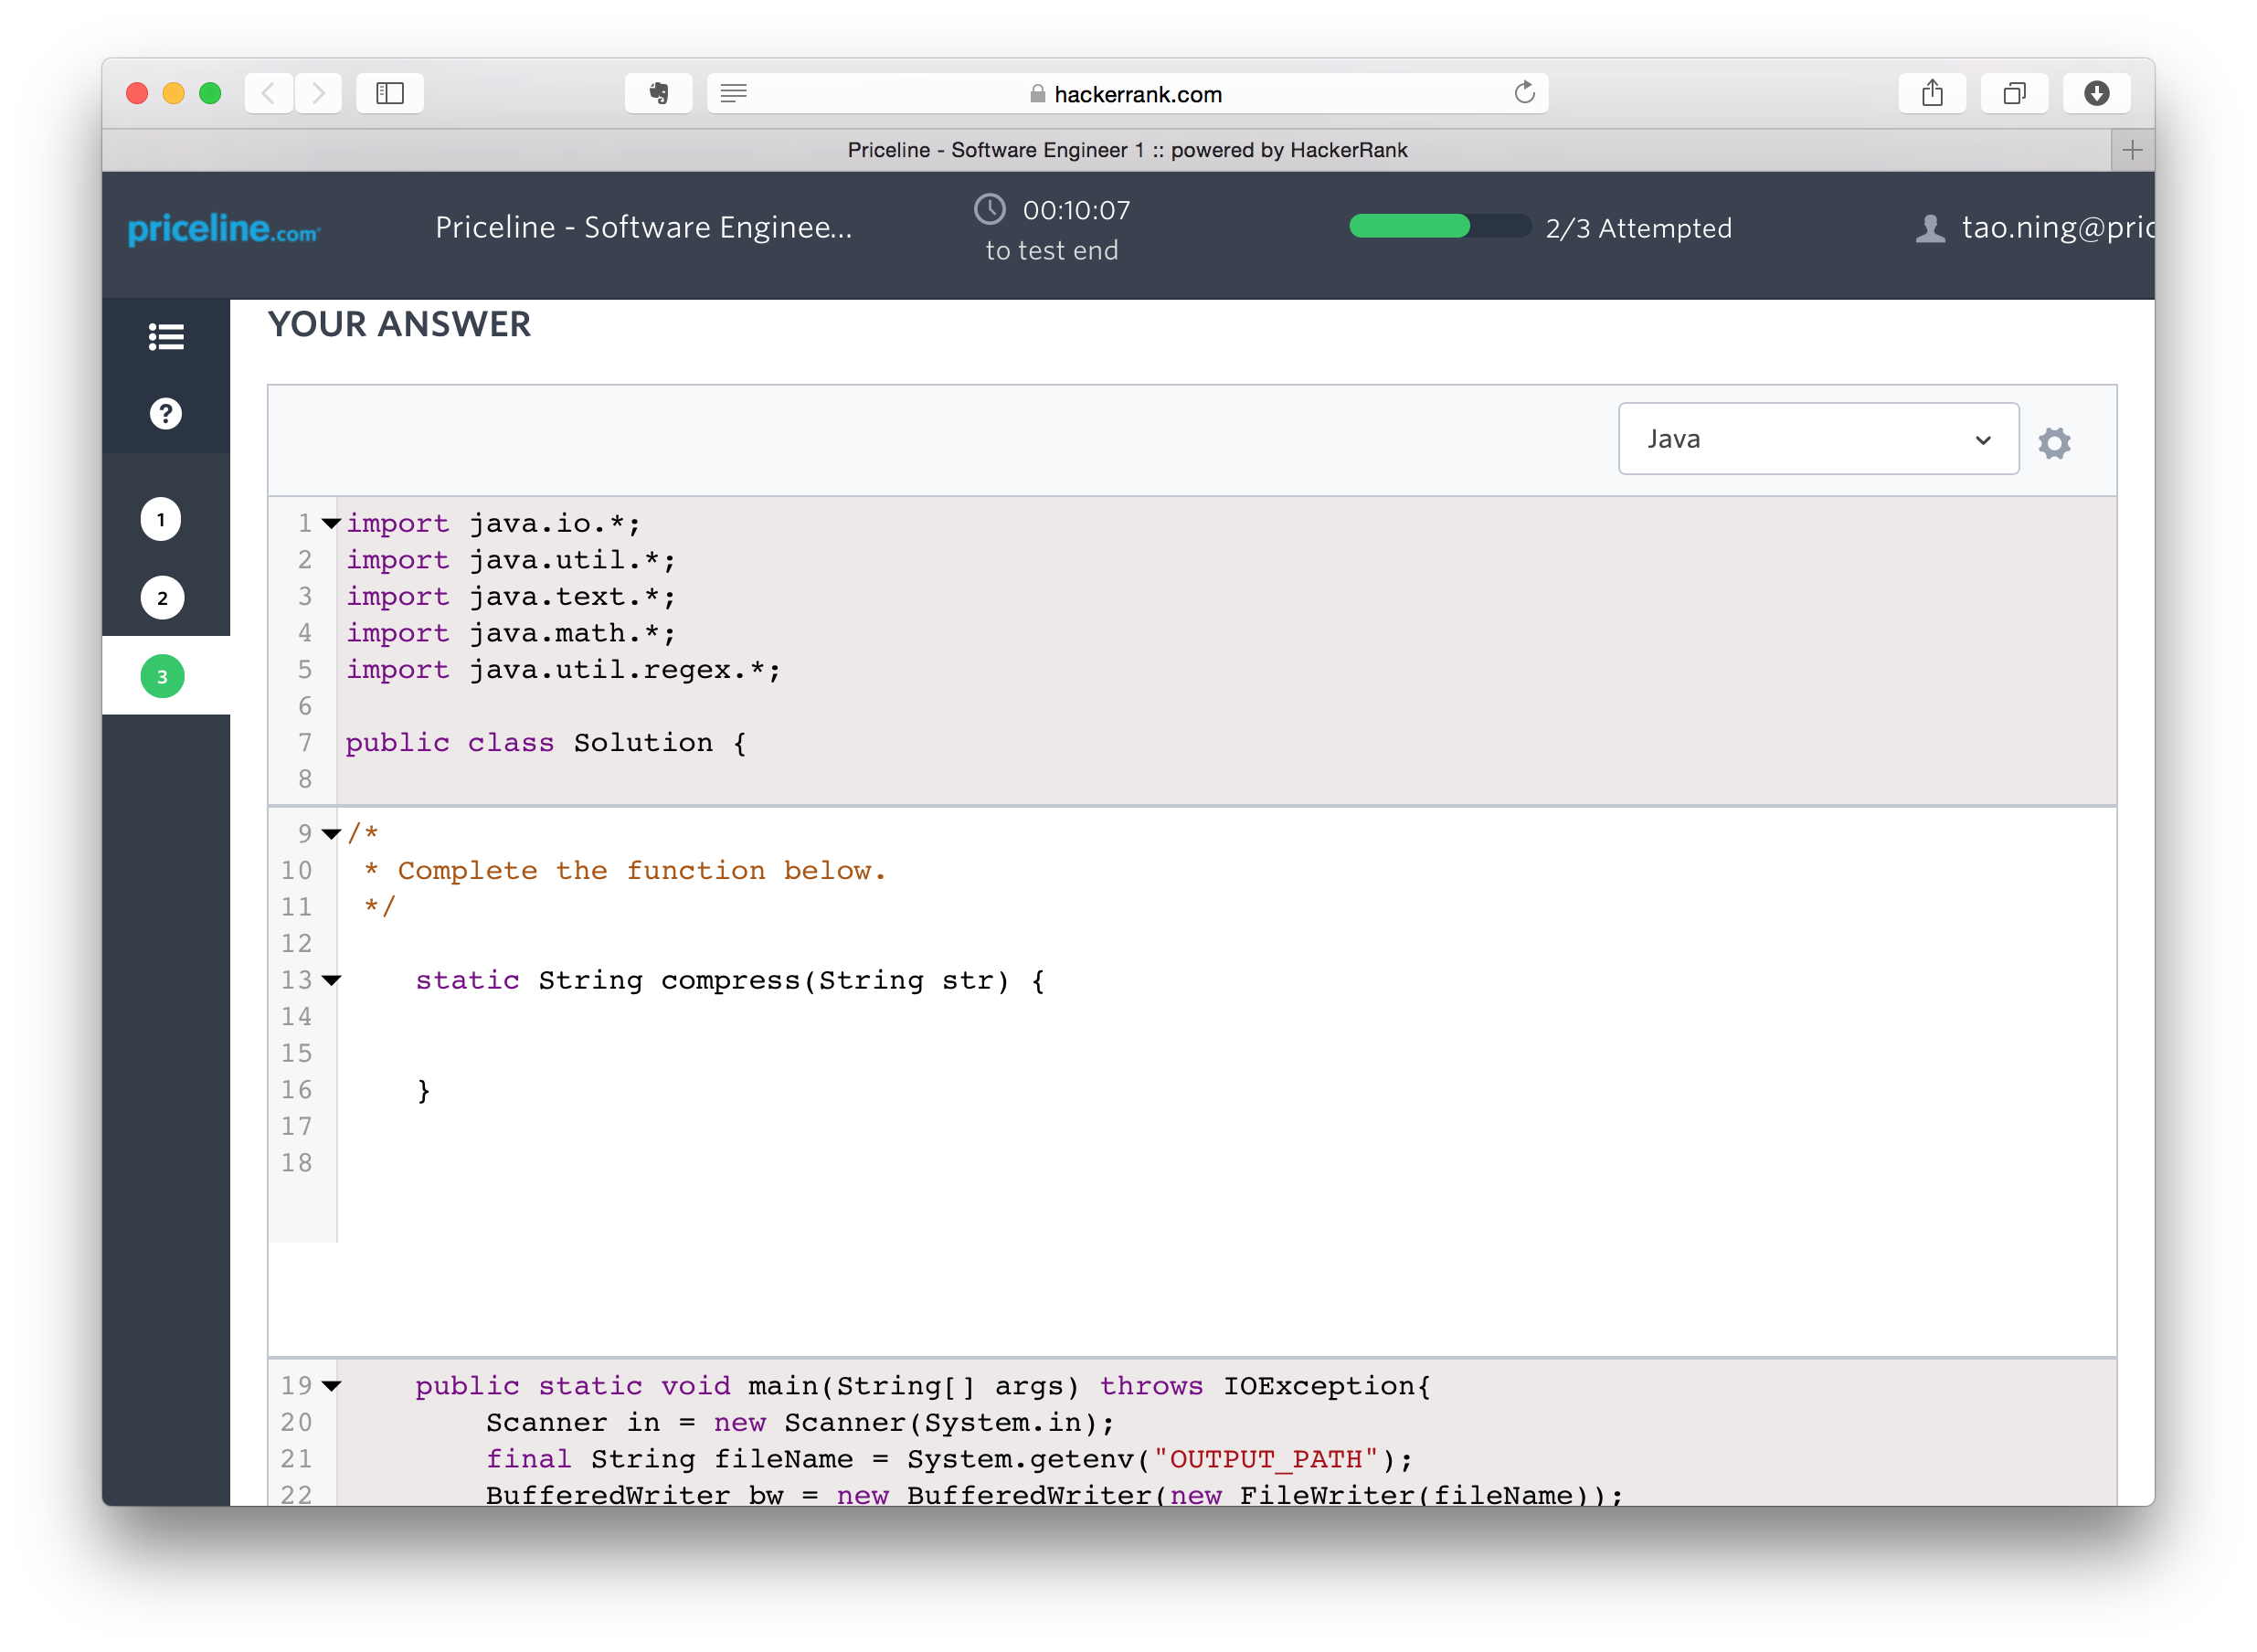 hackerrank.com
Priceline - Software Engineer 1 :: powered by HackerRank
priceline.com
Priceline - Software Enginee...
00:10:07
to test end
2/3 Attempted
tao.ning@pric
YOUR ANSWER
?
1
2
3
Java
1 import java.io.*;
2 import java.util.*;
3 import java.text.*;
4 import java.math.*;
5 import java.util.regex.*;
6
7 public class Solution {
8
9 /*
10 * Complete the function below.
11 */
12
13 static String compress(String str) {
14
15
16 }
17
18
19 public static void main(String[] args) throws IOException{
20 Scanner in = new Scanner(System.in);
21 final String fileName = System.getenv("OUTPUT_PATH");
22 BufferedWriter bw = new BufferedWriter(new FileWriter(fileName));